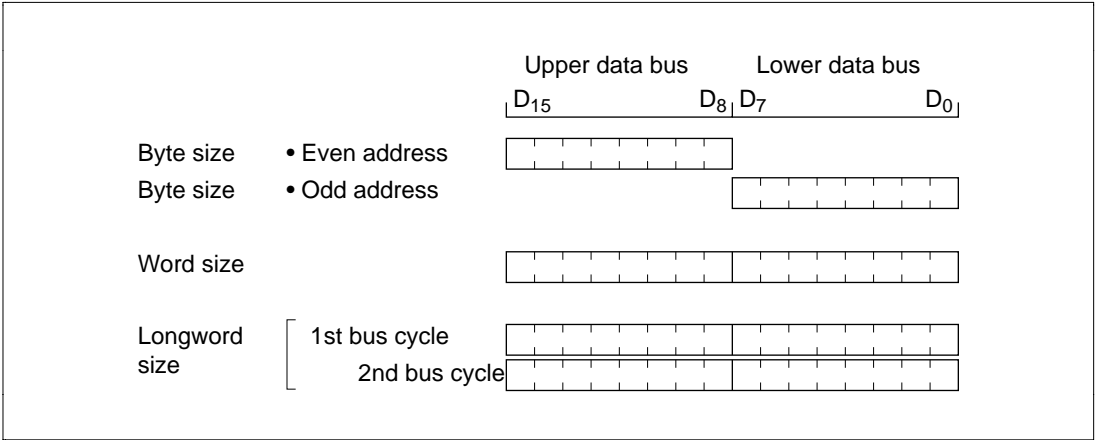 Upper data bus Lower data bus
D15 D8 D7 D0
Byte size • Even address
Byte size • Odd address
Word size
Longword size 1st bus cycle
2nd bus cycle